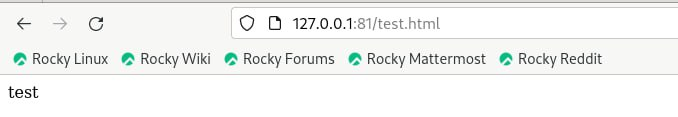 127.0.0.1:81/test.html
Rocky Linux Rocky Wiki Rocky Forums Rocky Mattermost Rocky Reddit
test